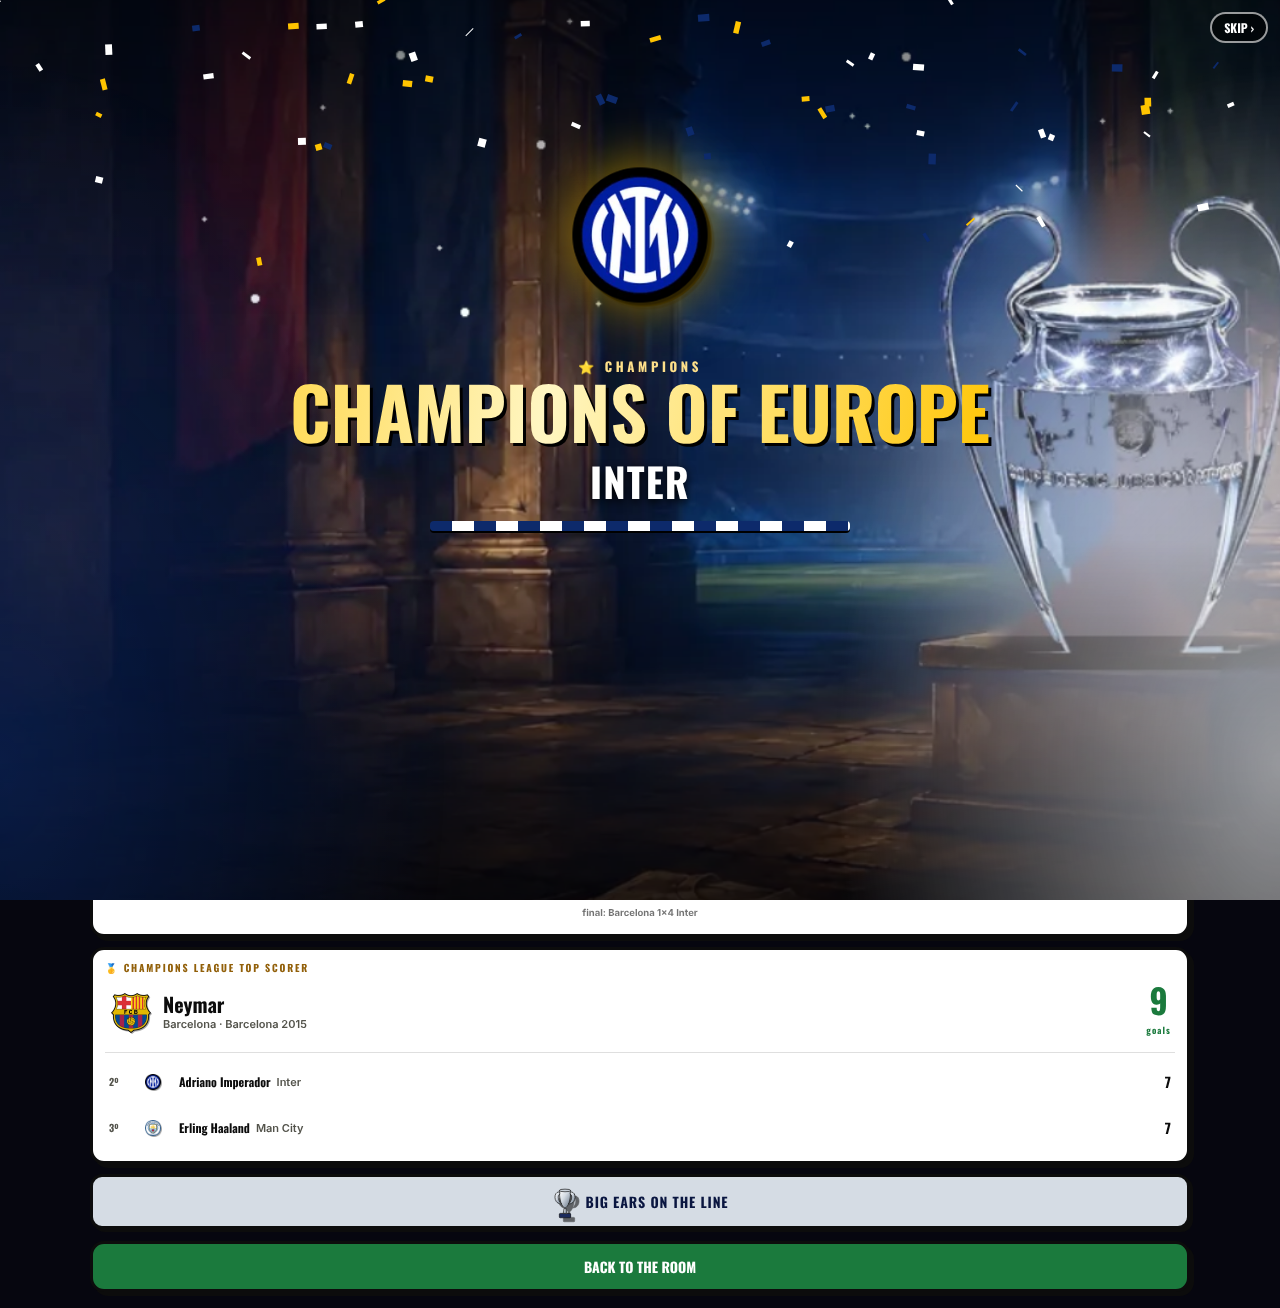 SKIP ›
⭐ CHAMPIONS
CHAMPIONS OF EUROPE
INTER
final: Barcelona 1×4 Inter
🏅 CHAMPIONS LEAGUE TOP SCORER
Neymar
Barcelona · Barcelona 2015
9
goals
2º Adriano Imperador Inter 7
3º Erling Haaland Man City 7
BIG EARS ON THE LINE
BACK TO THE ROOM